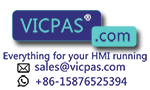 VICPAS®
.com
Everything for your HMI running
sales@vicpas.com
+86-15876525394